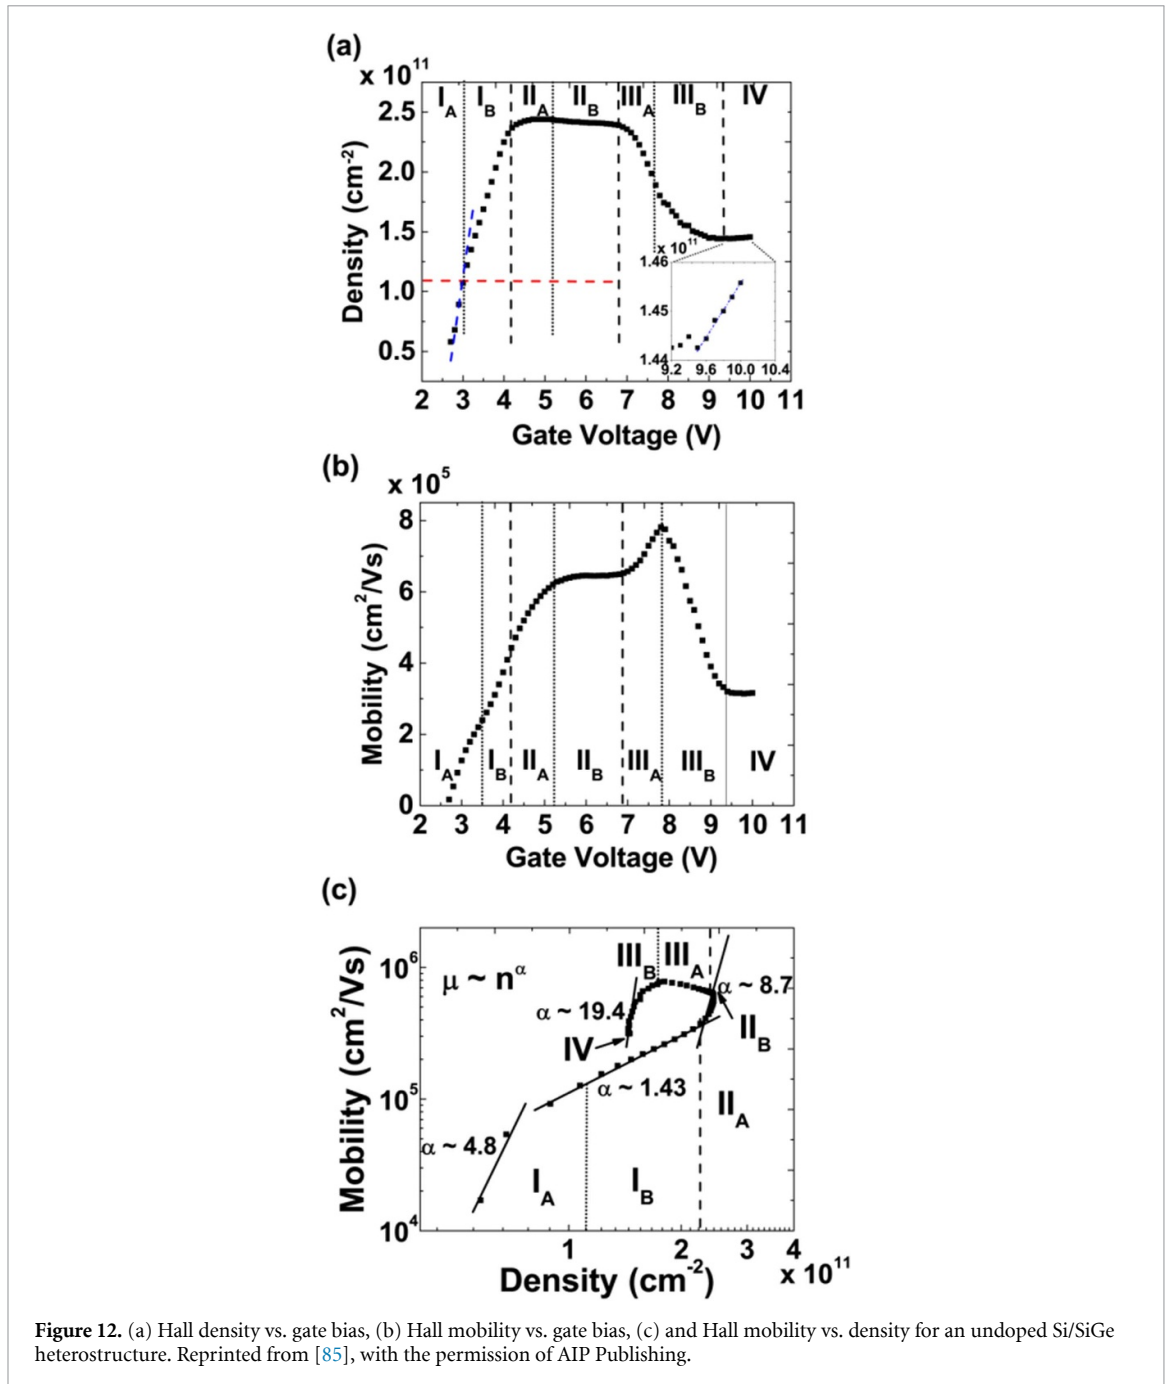 (a)
x 10^11
I_A I_B II_A II_B III_A III_B IV
Density (cm^-2)
2.5
2.0
1.5
1.0
0.5
x 10^11
1.46
1.45
1.44
9.2 9.6 10.0 10.4
2 3 4 5 6 7 8 9 10 11
Gate Voltage (V)
(b)
x 10^5
Mobility (cm^2/Vs)
8
6
4
2
0
I_A I_B II_A II_B III_A III_B IV
2 3 4 5 6 7 8 9 10 11
Gate Voltage (V)
(c)
Mobility (cm^2/Vs)
10^6
10^5
10^4
μ ~ n^α
III_B III_A
α ~ 8.7
α ~ 19.4
IV
II_B
α ~ 1.43
II_A
α ~ 4.8
I_A I_B
1 2 3 4
Density (cm^-2) x 10^11
Figure 12. (a) Hall density vs. gate bias, (b) Hall mobility vs. gate bias, (c) and Hall mobility vs. density for an undoped Si/SiGe
heterostructure. Reprinted from [85], with the permission of AIP Publishing.